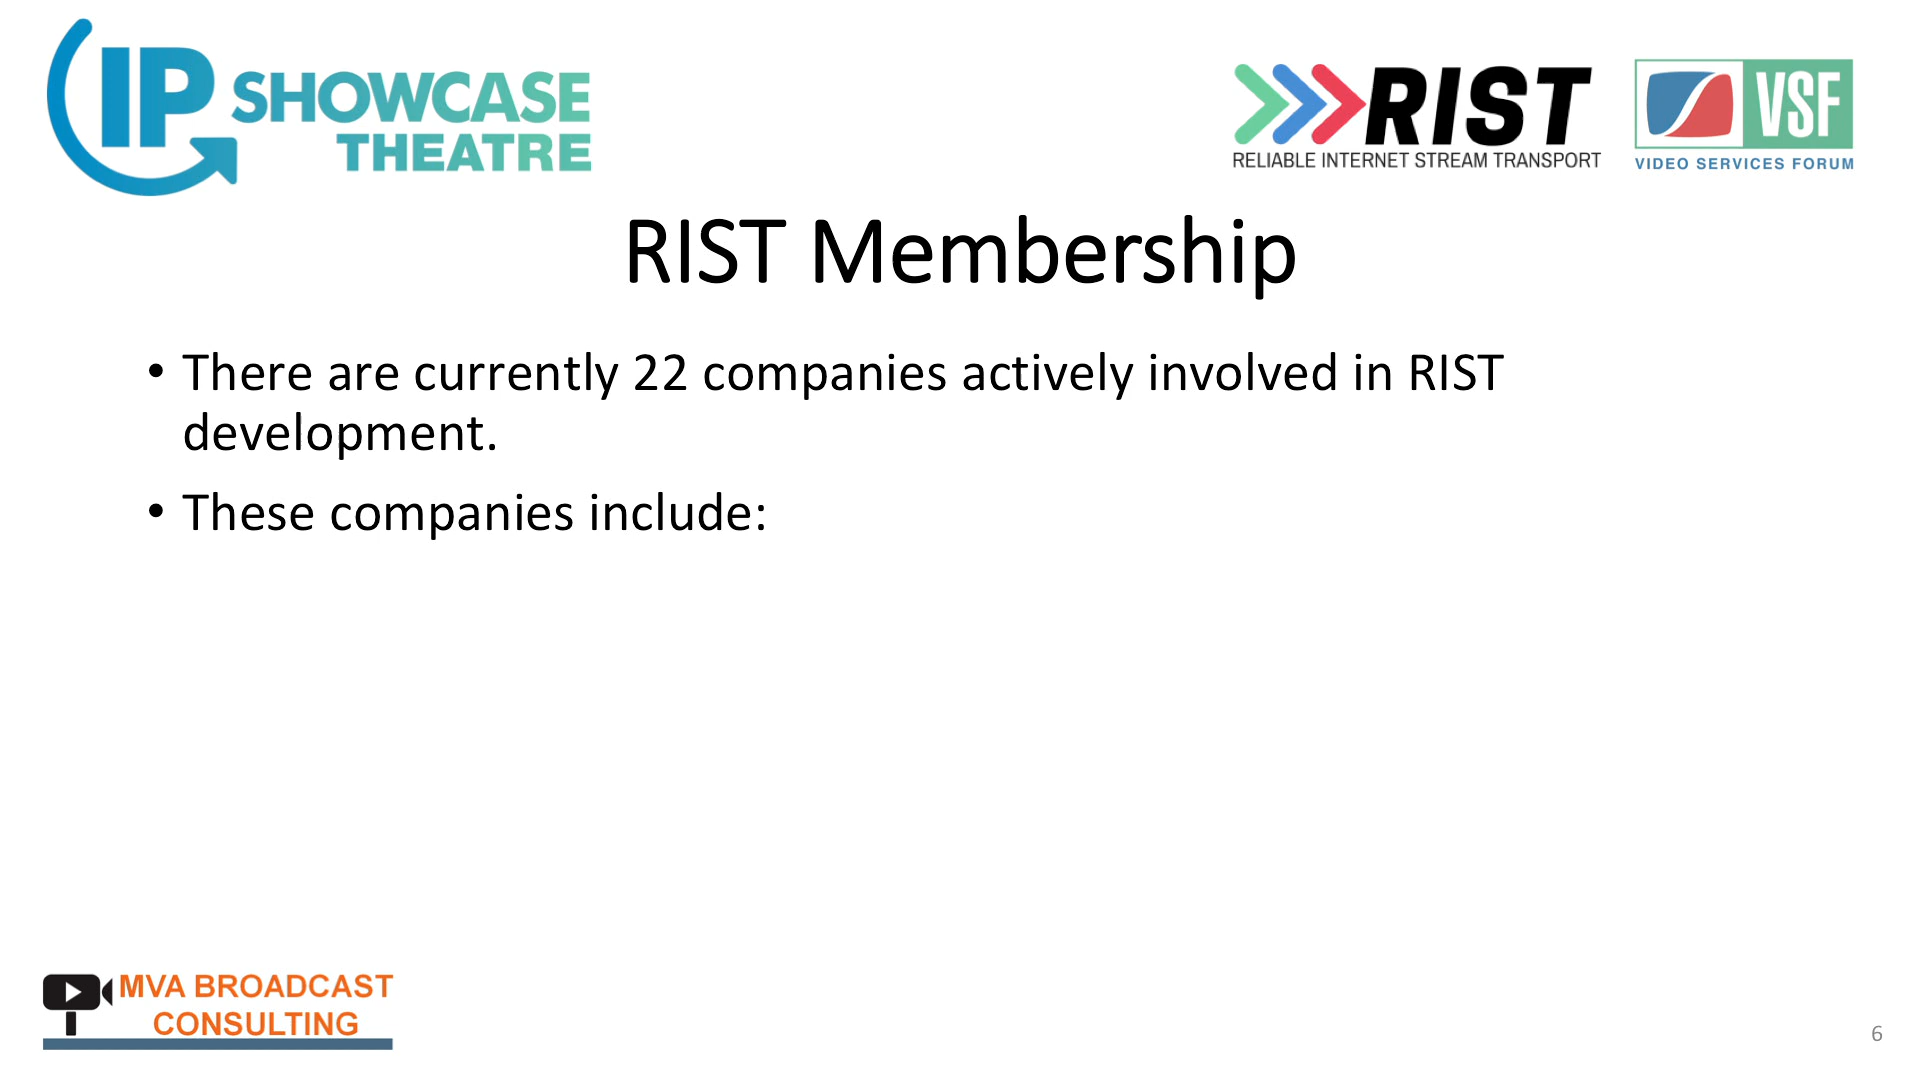 IP SHOWCASE
THEATRE
RIST
RELIABLE INTERNET STREAM TRANSPORT
VSF
VIDEO SERVICES FORUM
RIST Membership
• There are currently 22 companies actively involved in RIST
development.
• These companies include:
MVA BROADCAST
CONSULTING
6